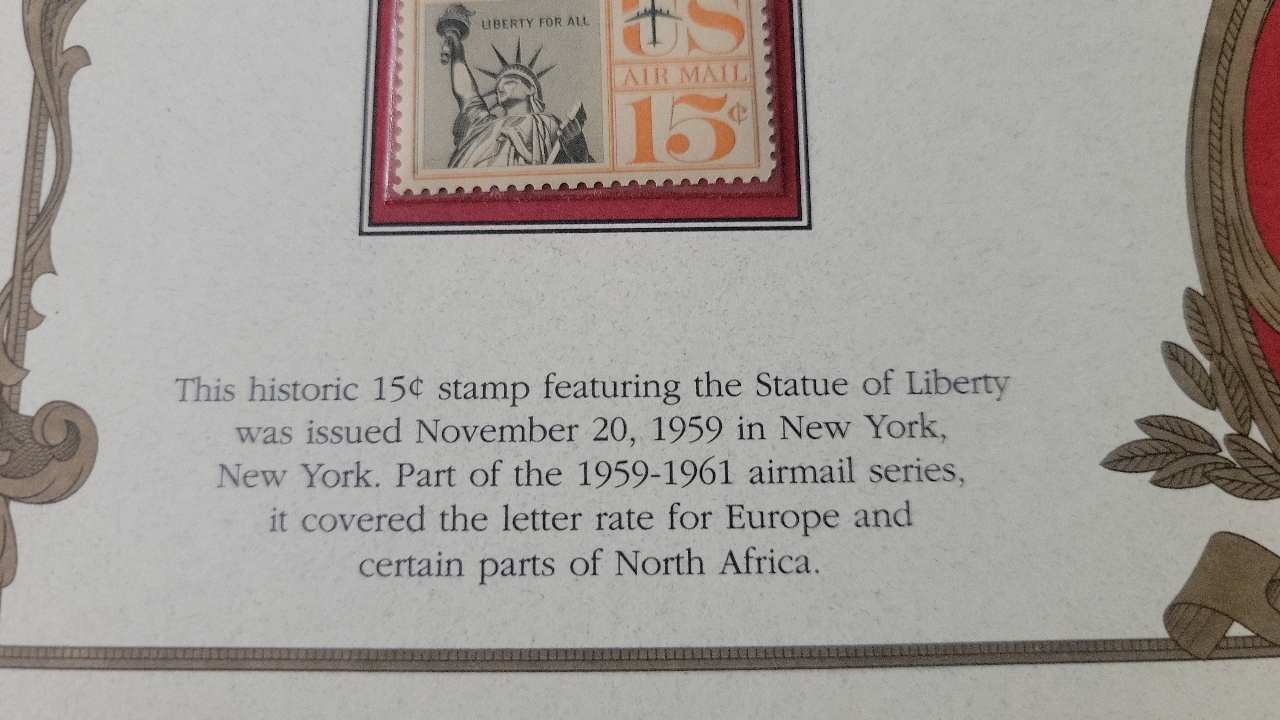 LIBERTY FOR ALL
US
AIR MAIL
15¢
This historic 15¢ stamp featuring the Statue of Liberty
was issued November 20, 1959 in New York,
New York. Part of the 1959-1961 airmail series,
it covered the letter rate for Europe and
certain parts of North Africa.